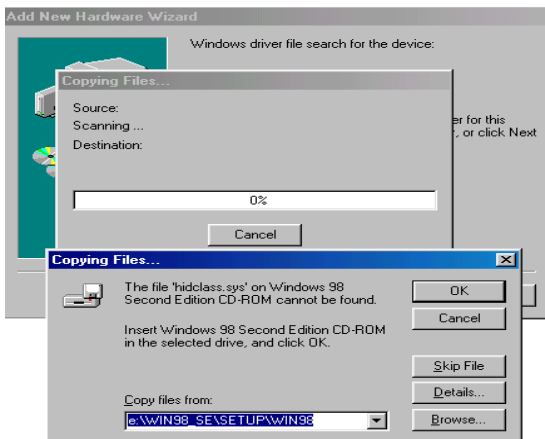 Add New Hardware Wizard
Windows driver file search for the device:
Copying Files...
Source:
Scanning ...
Destination:
er for this
, or click Next
0%
Cancel
Copying Files...
The file 'hidclass.sys' on Windows 98
Second Edition CD-ROM cannot be found.
Insert Windows 98 Second Edition CD-ROM
in the selected drive, and click OK.
Copy files from:
e:\WIN98_SE\SETUP\WIN98
OK
Cancel
Skip File
Details...
Browse...